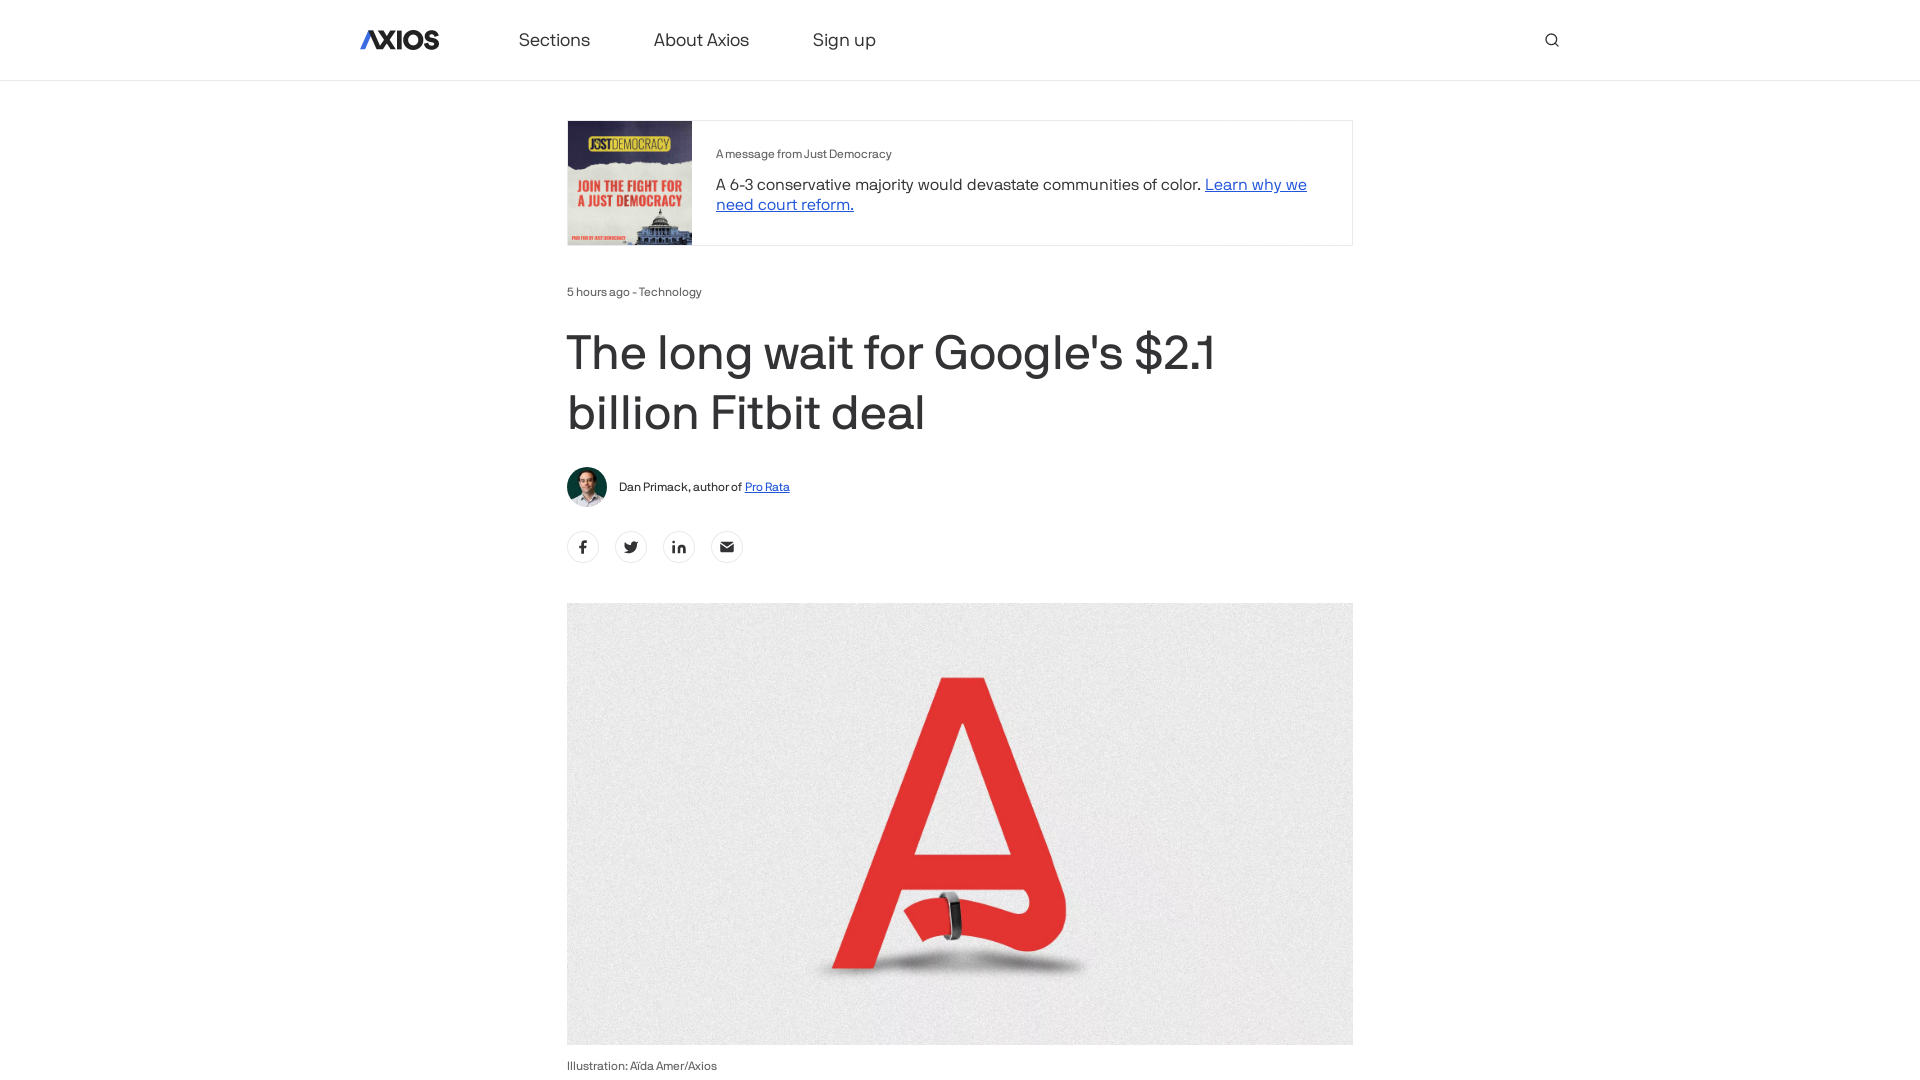 AXIOS
Sections
About Axios
Sign up
JUSTDEMOCRACY
JOIN THE FIGHT FOR
A JUST DEMOCRACY
PAID FOR BY JUST DEMOCRACY
A message from Just Democracy
A 6-3 conservative majority would devastate communities of color. Learn why we
need court reform.
5 hours ago - Technology
The long wait for Google's $2.1
billion Fitbit deal
Dan Primack, author of Pro Rata
A
Illustration: Aïda Amer/Axios